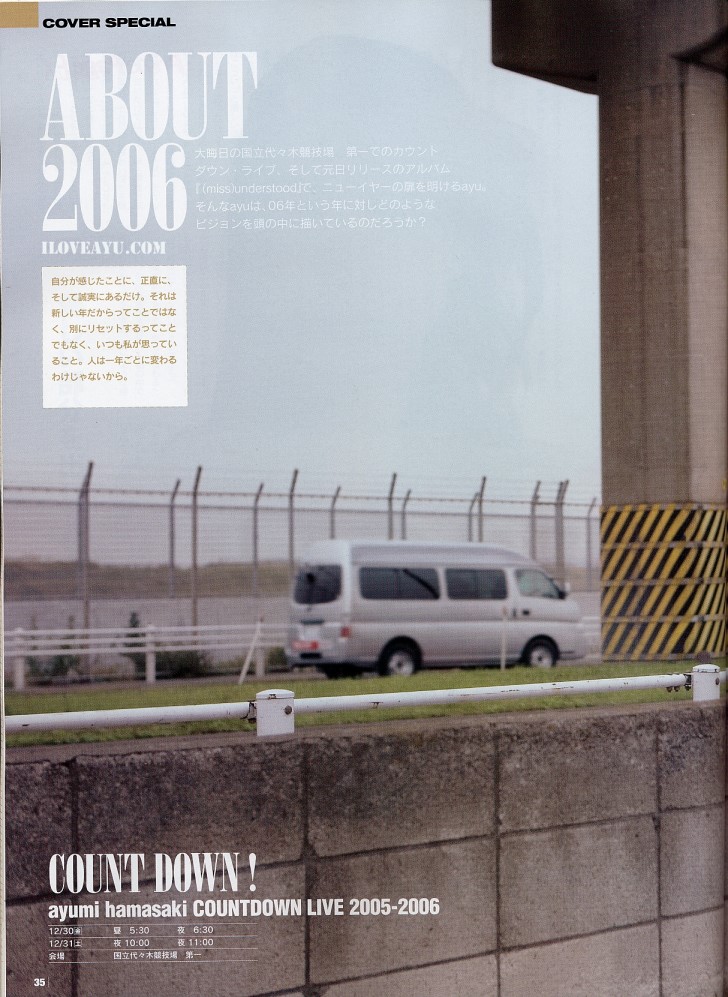 COVER SPECIAL
ABOUT
2006
ILOVEAYU.COM
大晦日の国立代々木競技場　第一でのカウント
ダウン・ライブ、そして元日リリースのアルバム
『(miss)understood』で、ニューイヤーの扉を明けるayu。
そんなayuは、06年という年に対しどのような
ビジョンを頭の中に描いているのだろうか？
自分が感じたことに、正直に、
そして誠実にあるだけ。それは
新しい年だからってことではな
く、別にリセットするってこと
でもなく、いつも私が思ってい
ること。人は一年ごとに変わる
わけじゃないから。
COUNT DOWN!
ayumi hamasaki COUNTDOWN LIVE 2005-2006
12/30金　昼 5:30　夜 6:30
12/31土　夜 10:00　夜 11:00
会場　国立代々木競技場　第一
35